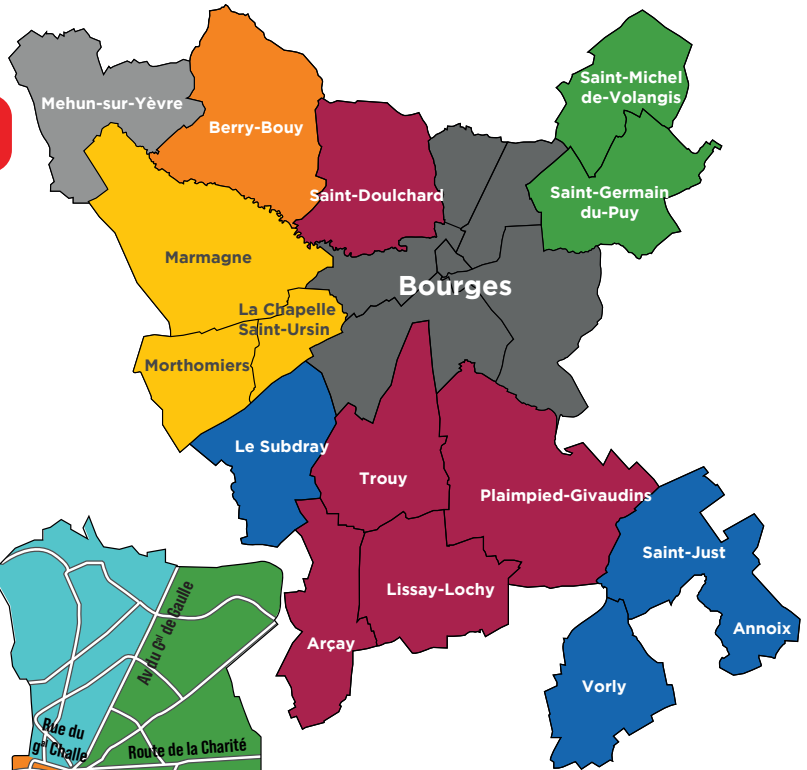 Saint-Michel
de-Volangis
Mehun-sur-Yèvre
Berry-Bouy
Saint-Doulchard
Saint-Germain
du-Puy
Marmagne
Bourges
La Chapelle
Saint-Ursin
Morthomiers
Le Subdray
Trouy
Plaimpied-Givaudins
Saint-Just
Lissay-Lochy
Annoix
Arçay
Vorly
Av du Gal de Gaulle
Rue du
gal Challe
Route de la Charité